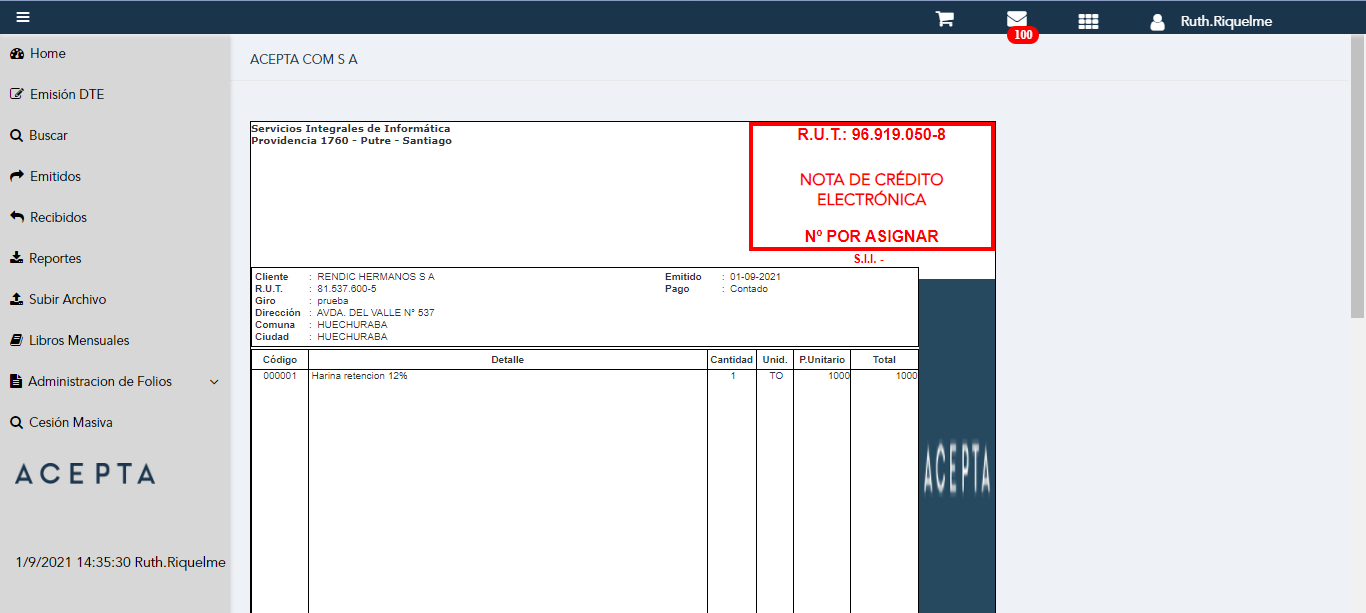 Ruth.Riquelme
100
Home
Emisión DTE
Buscar
Emitidos
Recibidos
Reportes
Subir Archivo
Libros Mensuales
Administracion de Folios
Cesión Masiva
ACEPTA
1/9/2021 14:35:30 Ruth.Riquelme
ACEPTA COM S A
Servicios Integrales de Informática
Providencia 1760 - Putre - Santiago
R.U.T.: 96.919.050-8
NOTA DE CRÉDITO
ELECTRÓNICA
Nº POR ASIGNAR
S.I.I. -
Cliente : RENDIC HERMANOS S A Emitido : 01-09-2021
R.U.T. : 81.537.600-5 Pago : Contado
Giro : prueba
Dirección : AVDA. DEL VALLE N° 537
Comuna : HUECHURABA
Ciudad : HUECHURABA
Código Detalle Cantidad Unid. P.Unitario Total
000001 Harina retencion 12% 1 TO 1000 1000
ACEPTA